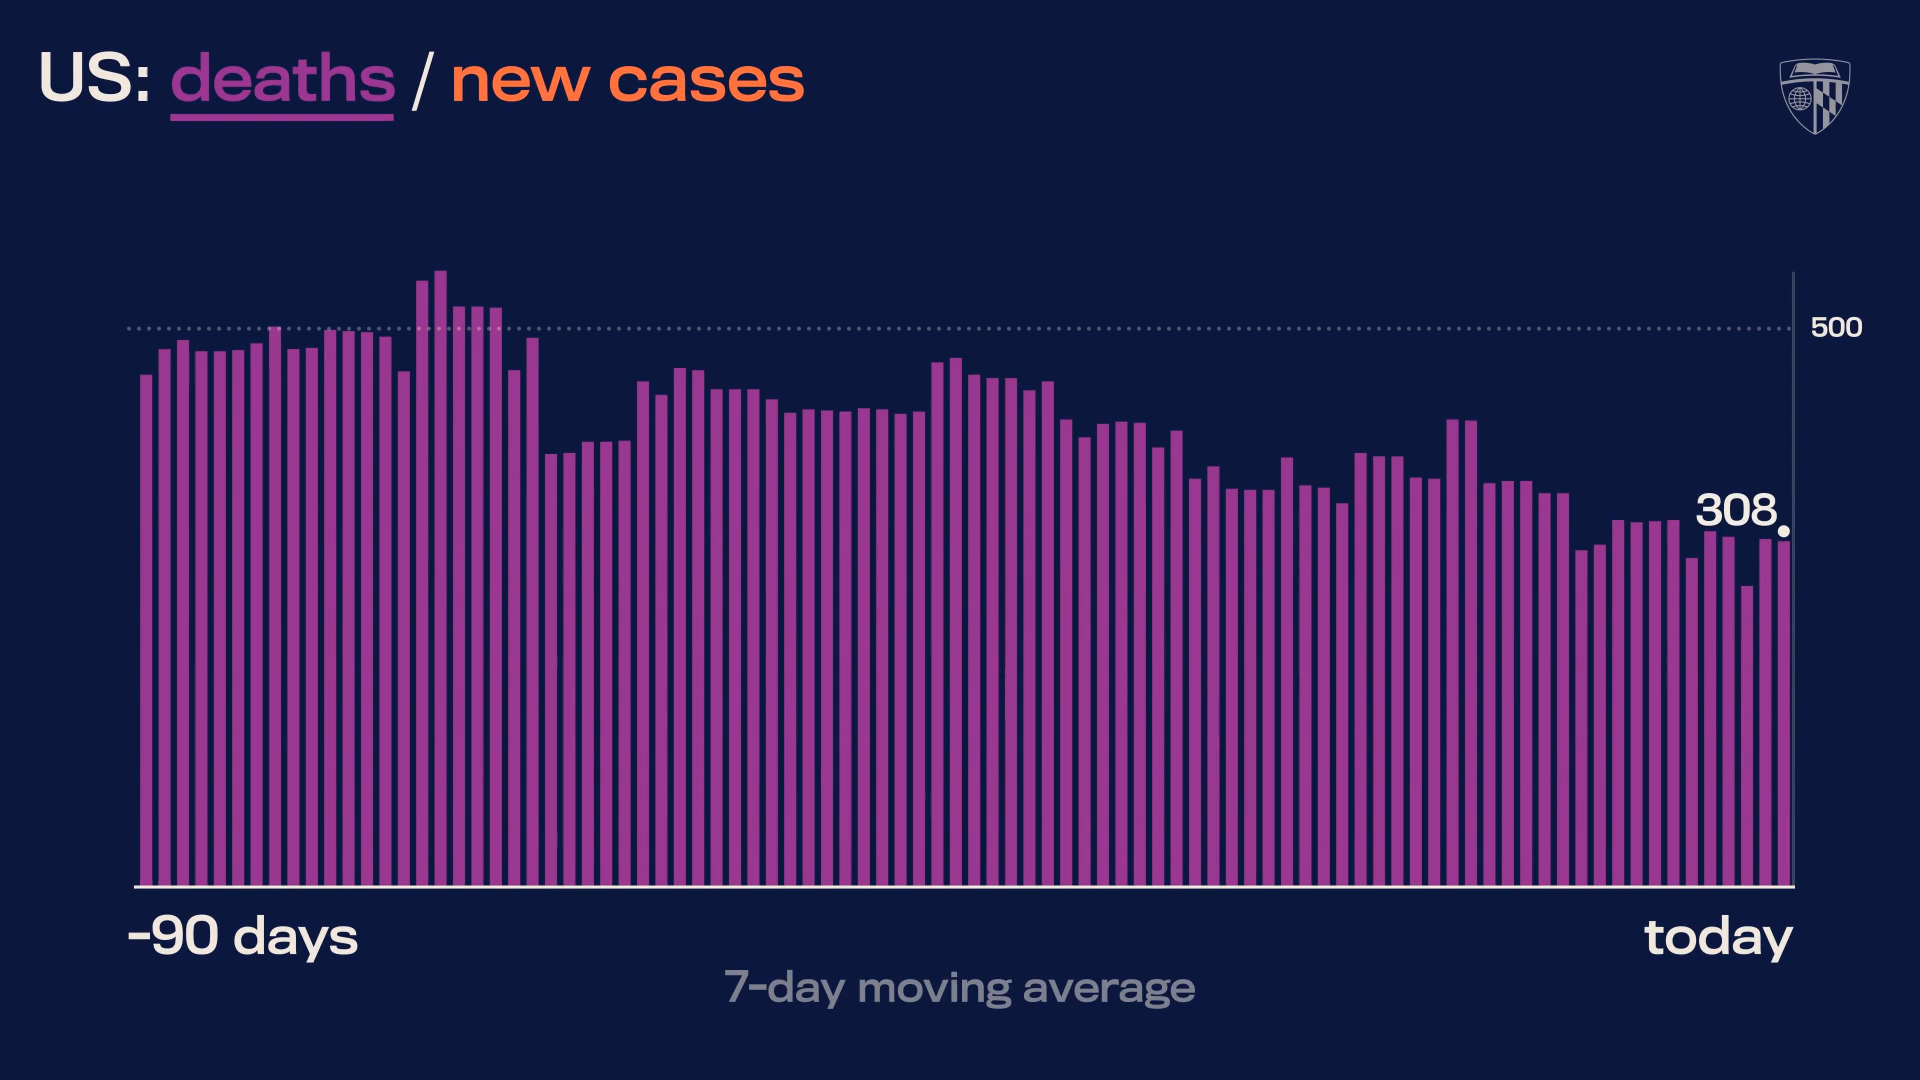 US: deaths / new cases
500
308
-90 days
today
7-day moving average